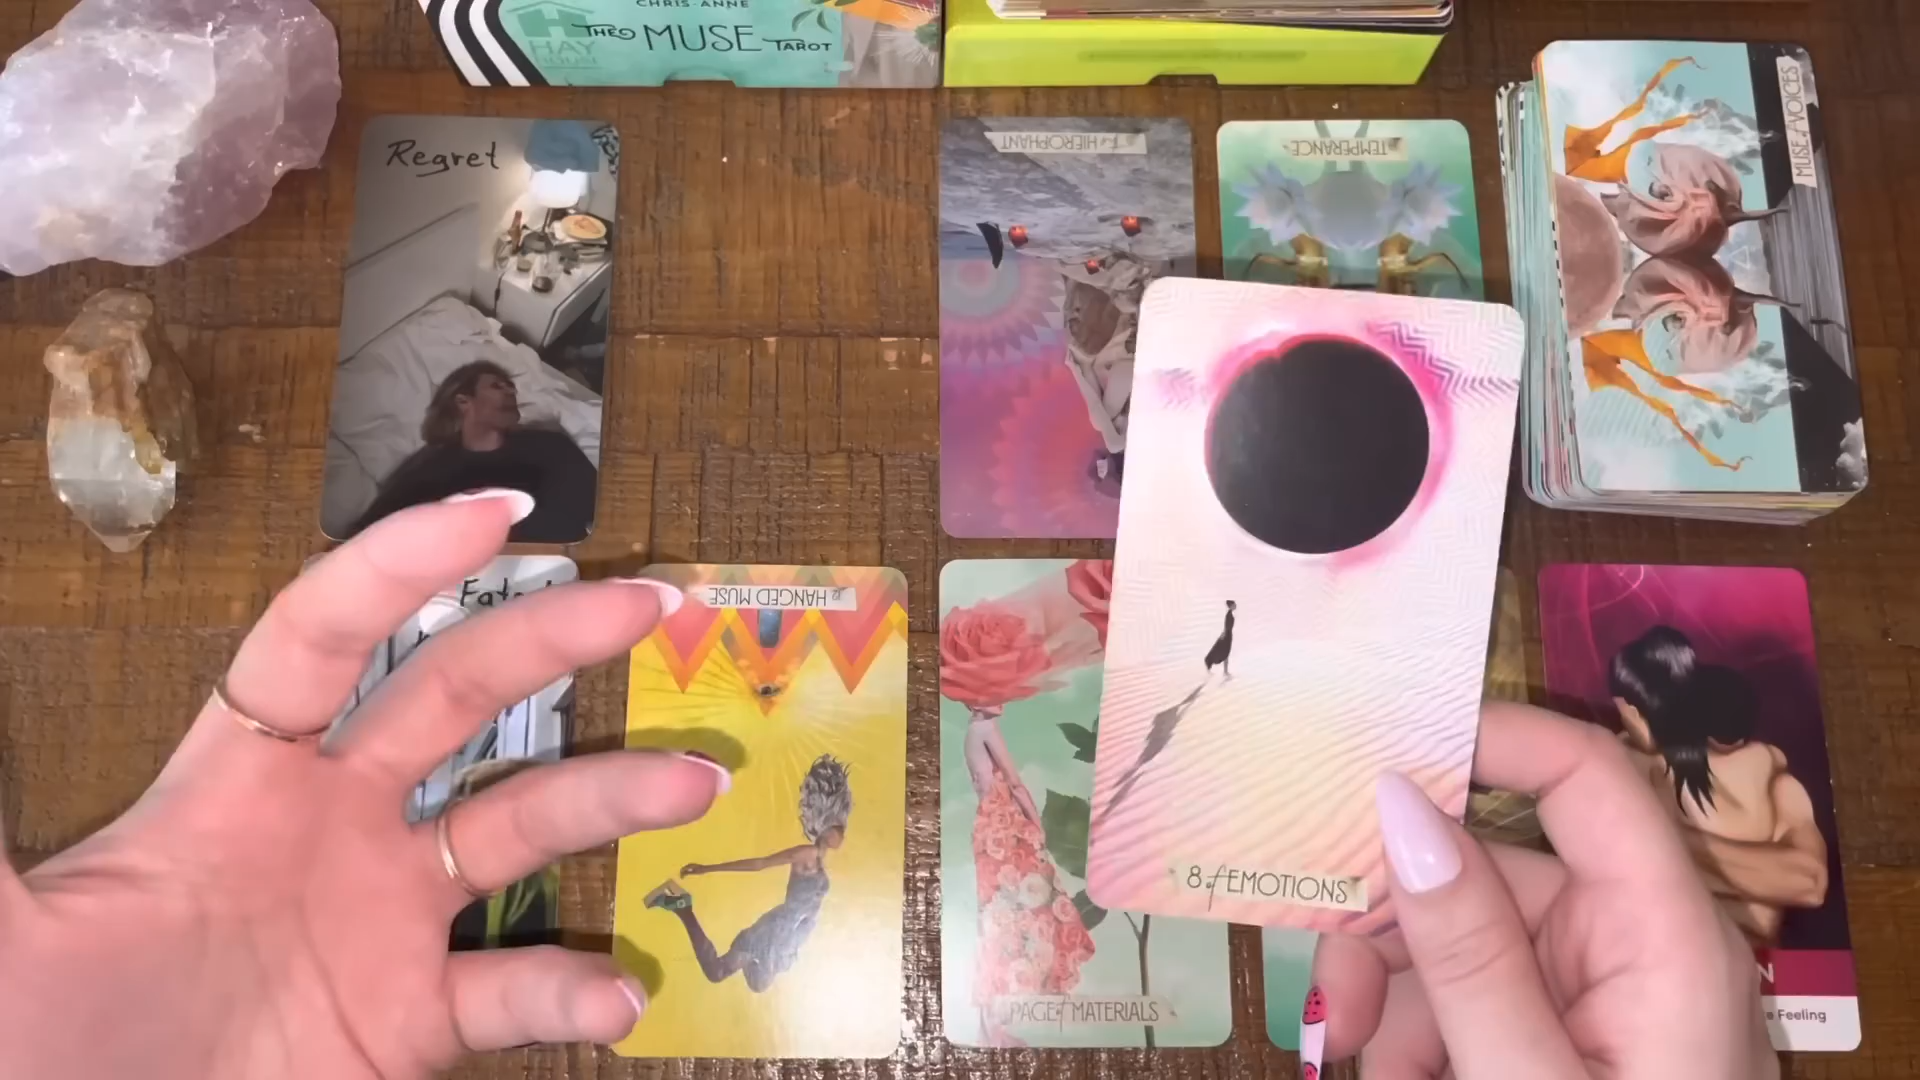 CHRIS-ANNE
THE MUSE TAROT
HAY
HOUSE
Regret
THE HIEROPHANT
TEMPERANCE
MUSE of VOICES
HANGED MUSE
8 of EMOTIONS
PAGE of MATERIALS
N
Feeling